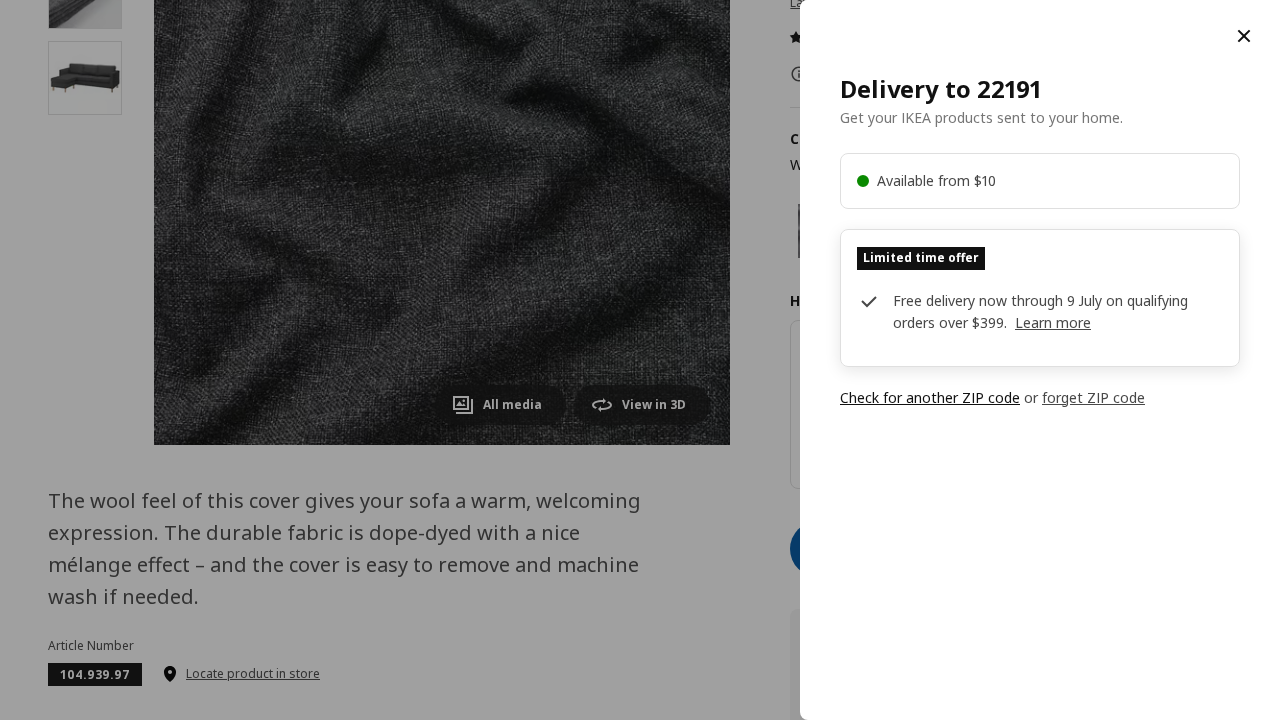 All media
View in 3D
The wool feel of this cover gives your sofa a warm, welcoming
expression. The durable fabric is dope-dyed with a nice
mélange effect – and the cover is easy to remove and machine
wash if needed.
Article Number
104.939.97
Locate product in store
Delivery to 22191
Get your IKEA products sent to your home.
Available from $10
Limited time offer
Free delivery now through 9 July on qualifying
orders over $399. Learn more
Check for another ZIP code or forget ZIP code